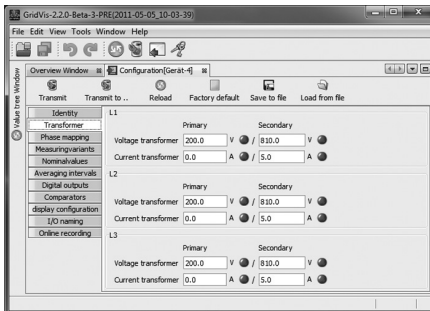 GridVis-2.2.0-Beta-3-PRE(2011-05-05_10-03-39)
File Edit View Tools Window Help
Value tree Window
Overview Window
Configuration[Gerät-4]
Transmit Transmit to .. Reload Factory default Save to file Load from file
Identity
Transformer
Phase mapping
Measuringvariants
Nominalvalues
Averaging intervals
Digital outputs
Comparators
display configuration
I/O naming
Online recording
L1
Primary Secondary
Voltage transformer 200.0 V / 810.0 V
Current transformer 0.0 A / 5.0 A
L2
Primary Secondary
Voltage transformer 200.0 V / 810.0 V
Current transformer 0.0 A / 5.0 A
L3
Primary Secondary
Voltage transformer 200.0 V / 810.0 V
Current transformer 0.0 A / 5.0 A